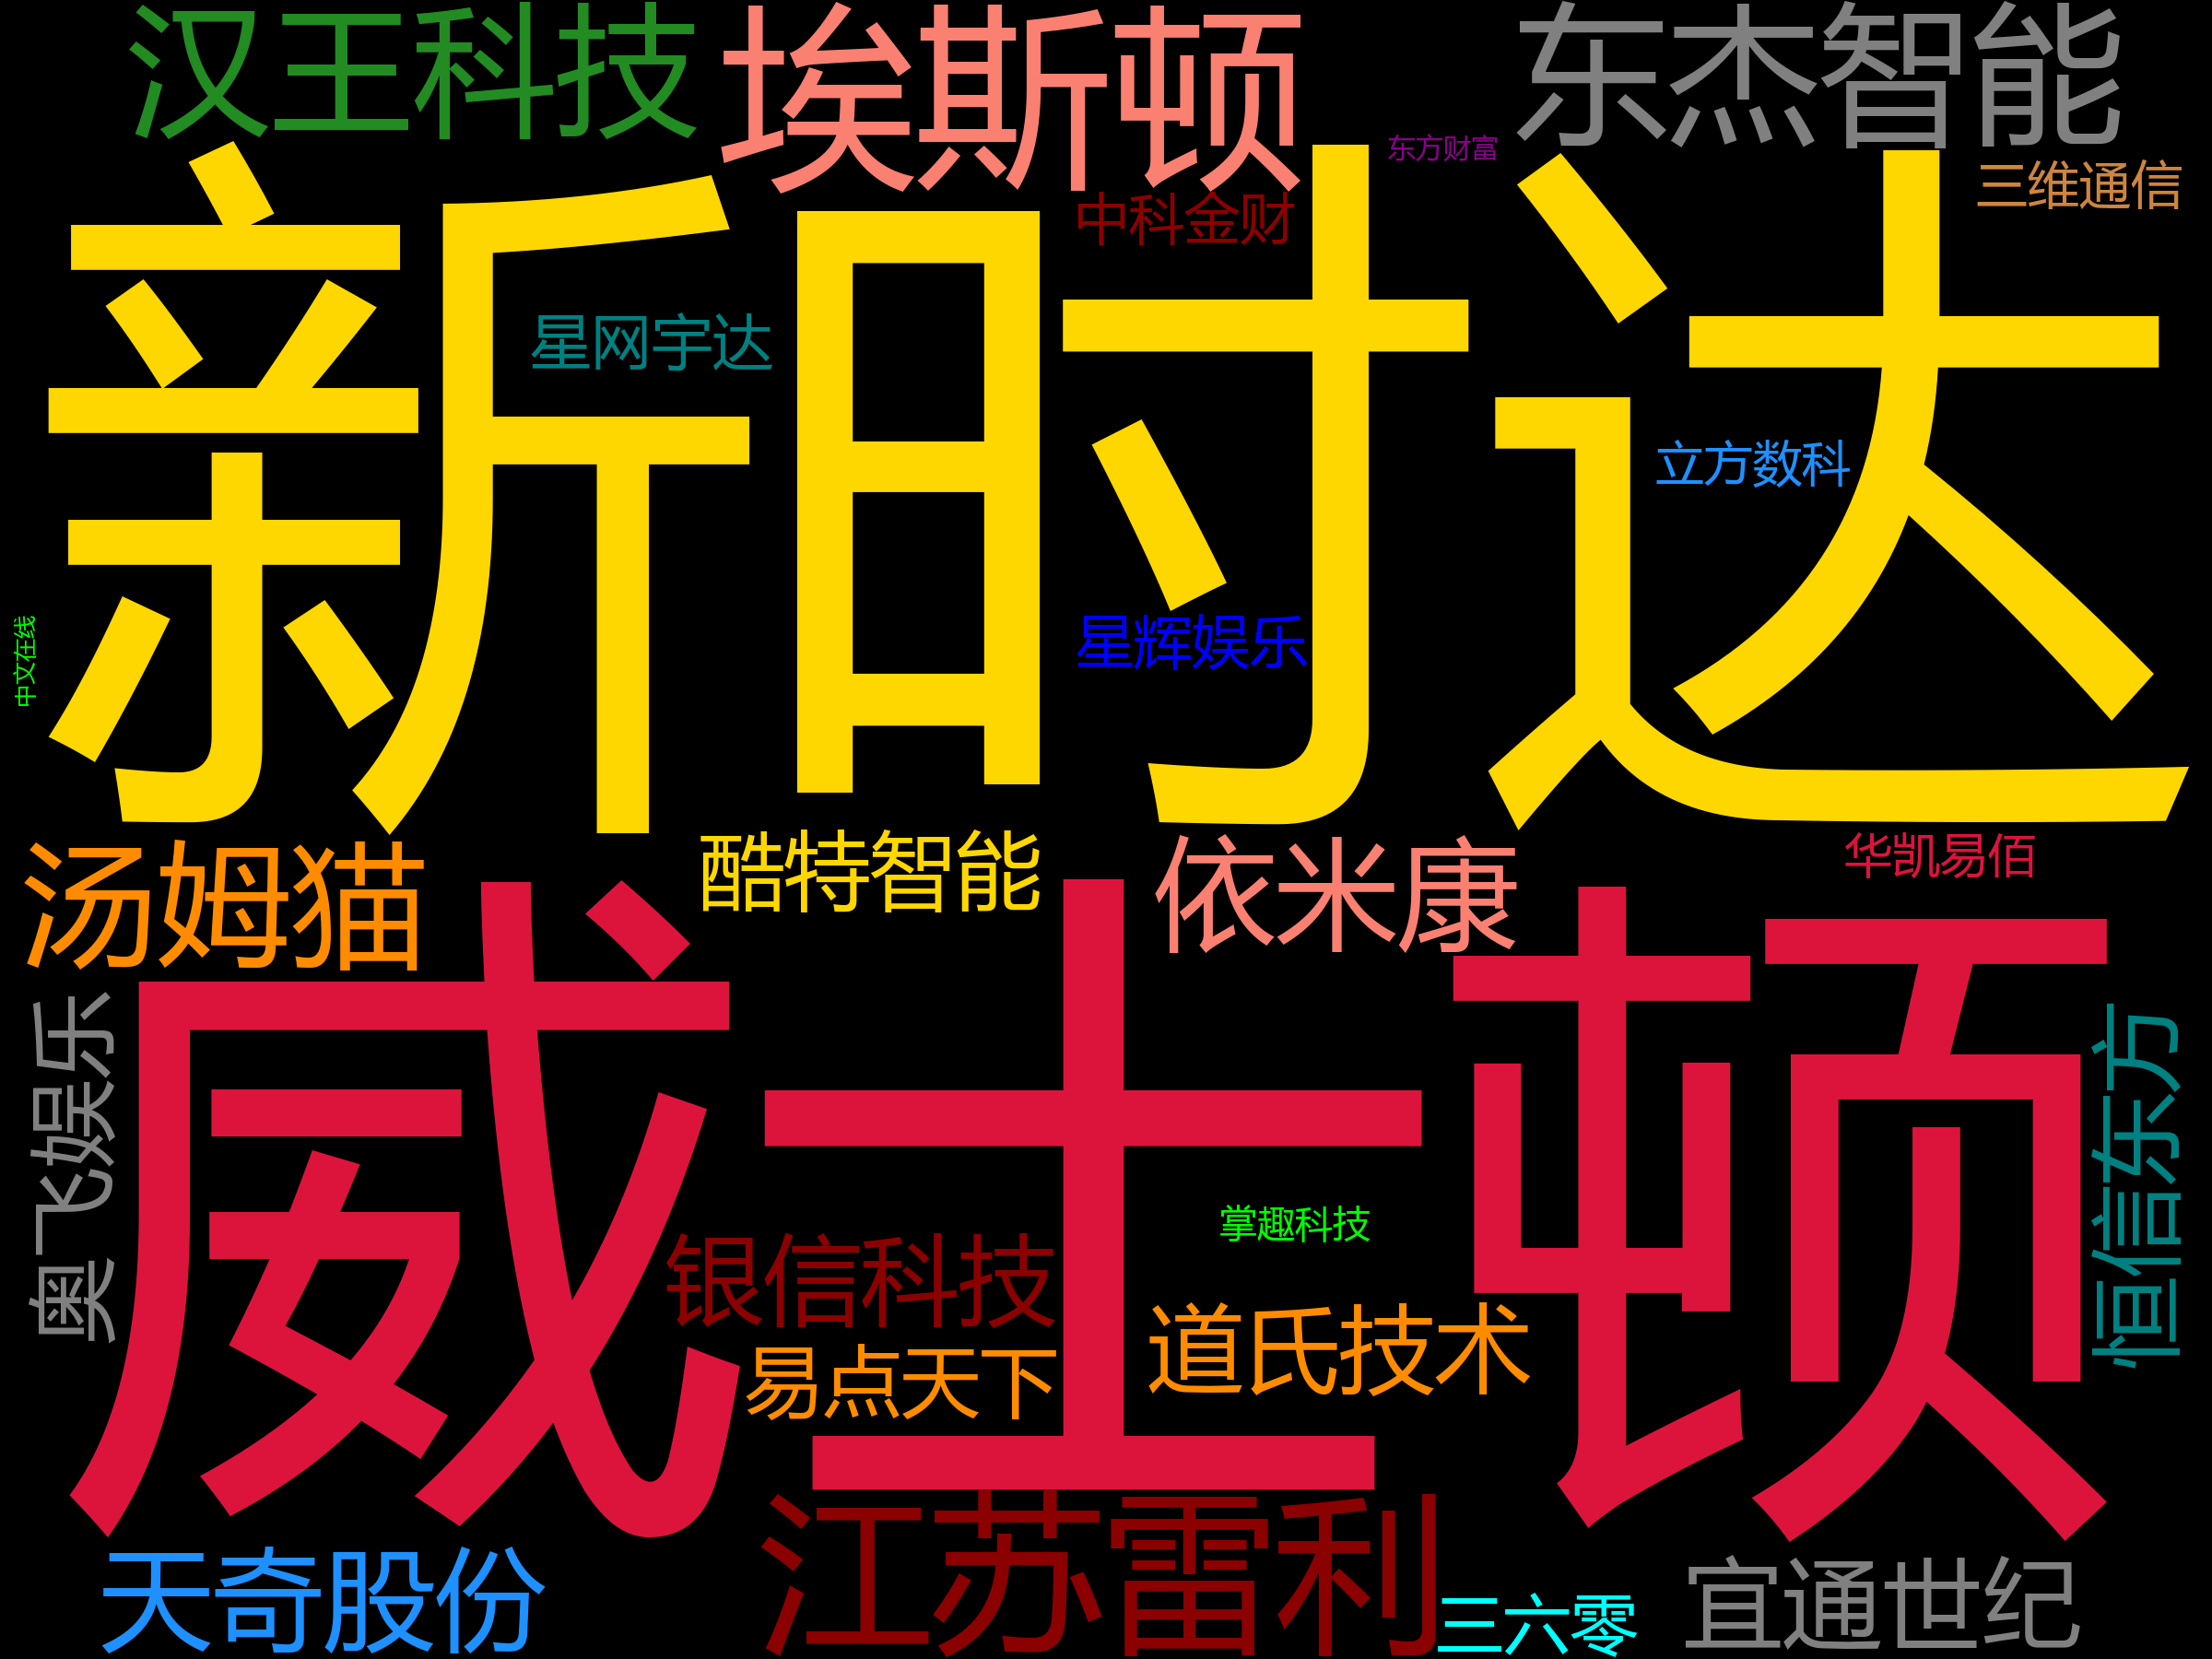 汉王科技
埃斯顿
东杰智能
东方财富
三维通信
中科金财
新时达
星网宇达
立方数科
星辉娱乐
中文在线
汤姆猫
酷特智能
依米康
华凯易佰
威士顿
奥飞娱乐
恒信东方
掌趣科技
银信科技
道氏技术
易点天下
江苏雷利
天奇股份
三六零
宜通世纪